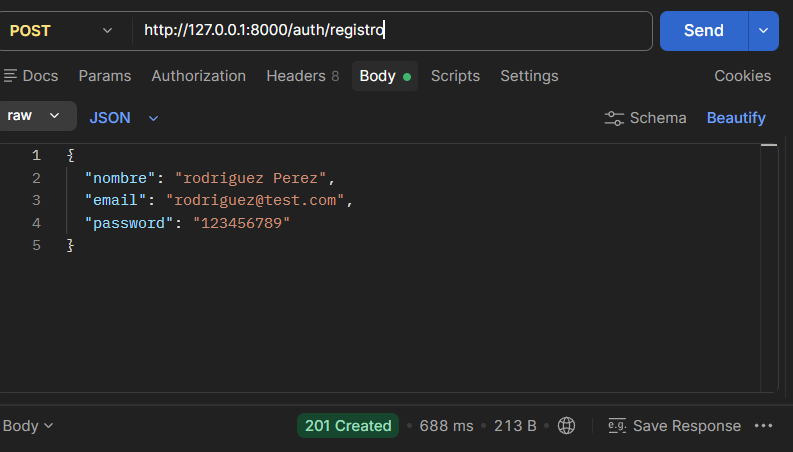 POST http://127.0.0.1:8000/auth/registro Send
Docs Params Authorization Headers 8 Body Scripts Settings Cookies
raw JSON Schema Beautify
1 {
2 "nombre": "rodriguez Perez",
3 "email": "rodriguez@test.com",
4 "password": "123456789"
5 }
Body 201 Created 688 ms 213 B e.g. Save Response